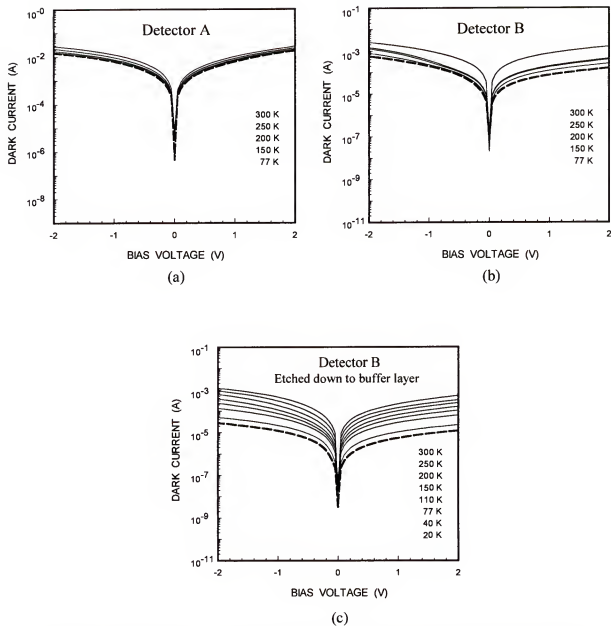 Detector A
DARK CURRENT (A)
10⁻⁰
10⁻²
10⁻⁴
10⁻⁶
10⁻⁸
300 K
250 K
200 K
150 K
77 K
-2 -1 0 1 2
BIAS VOLTAGE (V)
(a)
Detector B
DARK CURRENT (A)
10⁻¹
10⁻³
10⁻⁵
10⁻⁷
10⁻⁹
10⁻¹¹
300 K
250 K
200 K
150 K
77 K
-2 -1 0 1 2
BIAS VOLTAGE (V)
(b)
Detector B
Etched down to buffer layer
DARK CURRENT (A)
10⁻¹
10⁻³
10⁻⁵
10⁻⁷
10⁻⁹
10⁻¹¹
300 K
250 K
200 K
150 K
110 K
77 K
40 K
20 K
-2 -1 0 1 2
BIAS VOLTAGE (V)
(c)